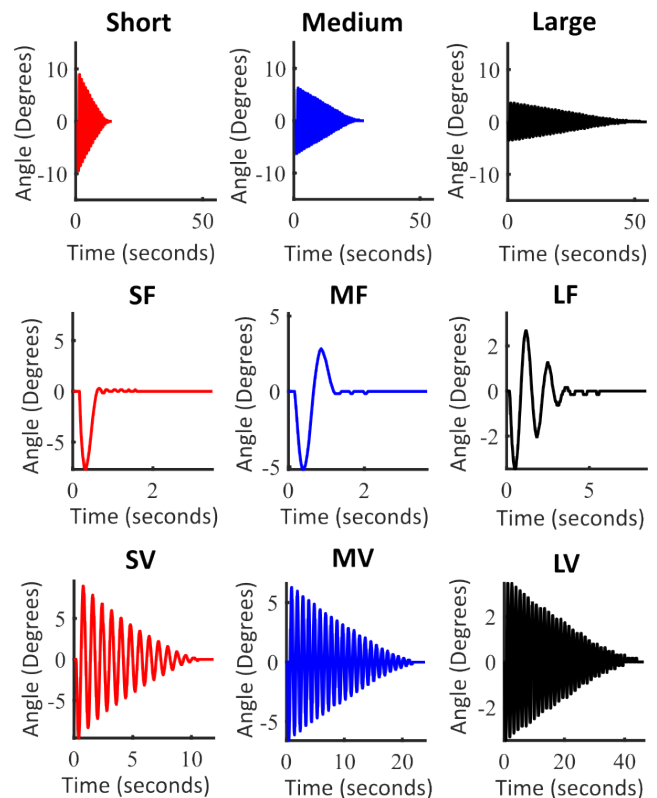 Short Medium Large
Angle (Degrees) 10 0 -10 0 50 Time (seconds)
Angle (Degrees) 10 0 -10 0 50 Time (seconds)
Angle (Degrees) 10 0 -10 0 50 Time (seconds)
SF MF LF
Angle (Degrees) 5 0 -5 0 2 Time (seconds)
Angle (Degrees) 5 0 -5 0 2 Time (seconds)
Angle (Degrees) 2 0 -2 0 5 Time (seconds)
SV MV LV
Angle (Degrees) 5 0 -5 0 5 10 Time (seconds)
Angle (Degrees) 5 0 -5 0 10 20 Time (seconds)
Angle (Degrees) 2 0 -2 0 20 40 Time (seconds)